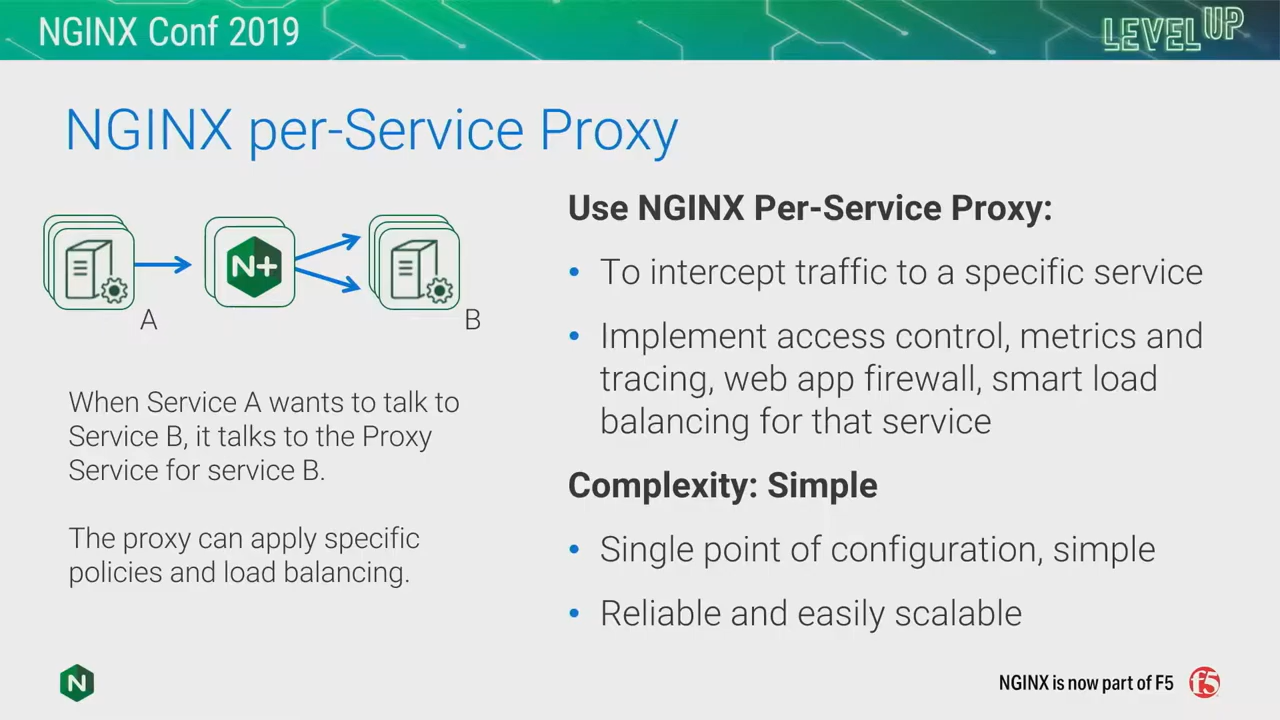 NGINX Conf 2019
LEVEL UP
NGINX per-Service Proxy
N+
A
B
When Service A wants to talk to
Service B, it talks to the Proxy
Service for service B.
The proxy can apply specific
policies and load balancing.
Use NGINX Per-Service Proxy:
• To intercept traffic to a specific service
• Implement access control, metrics and
tracing, web app firewall, smart load
balancing for that service
Complexity: Simple
• Single point of configuration, simple
• Reliable and easily scalable
N
NGINX is now part of F5
f5